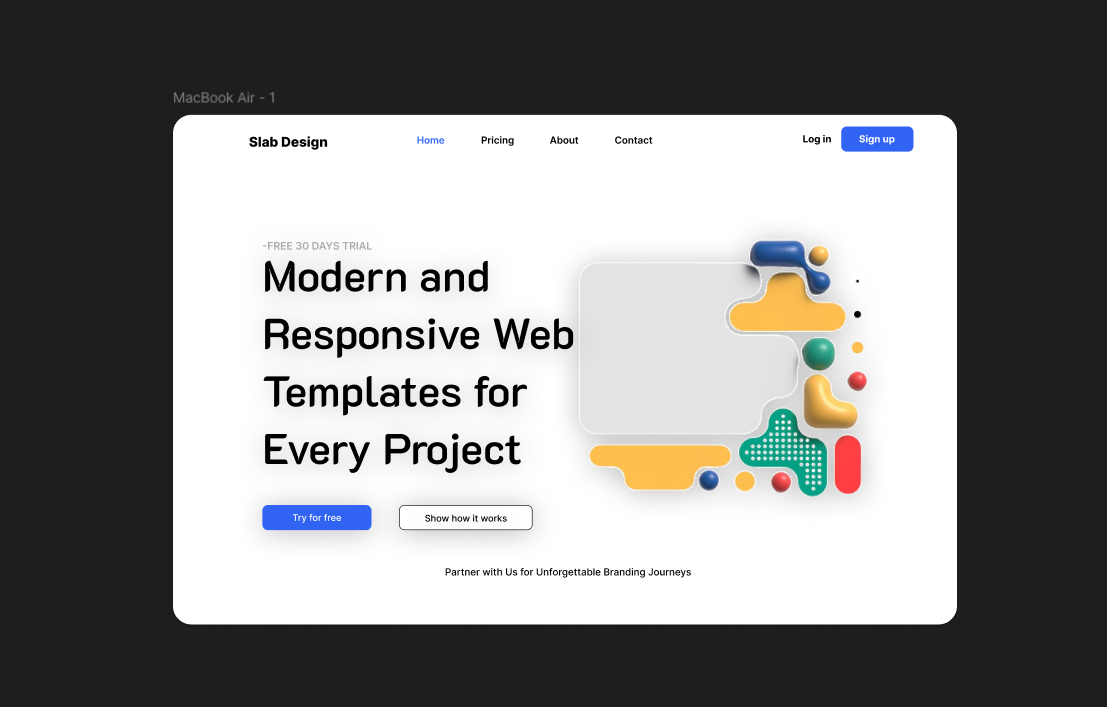 MacBook Air - 1
Slab Design
Home
Pricing
About
Contact
Log in
Sign up
-FREE 30 DAYS TRIAL
Modern and
Responsive Web
Templates for
Every Project
Try for free
Show how it works
Partner with Us for Unforgettable Branding Journeys